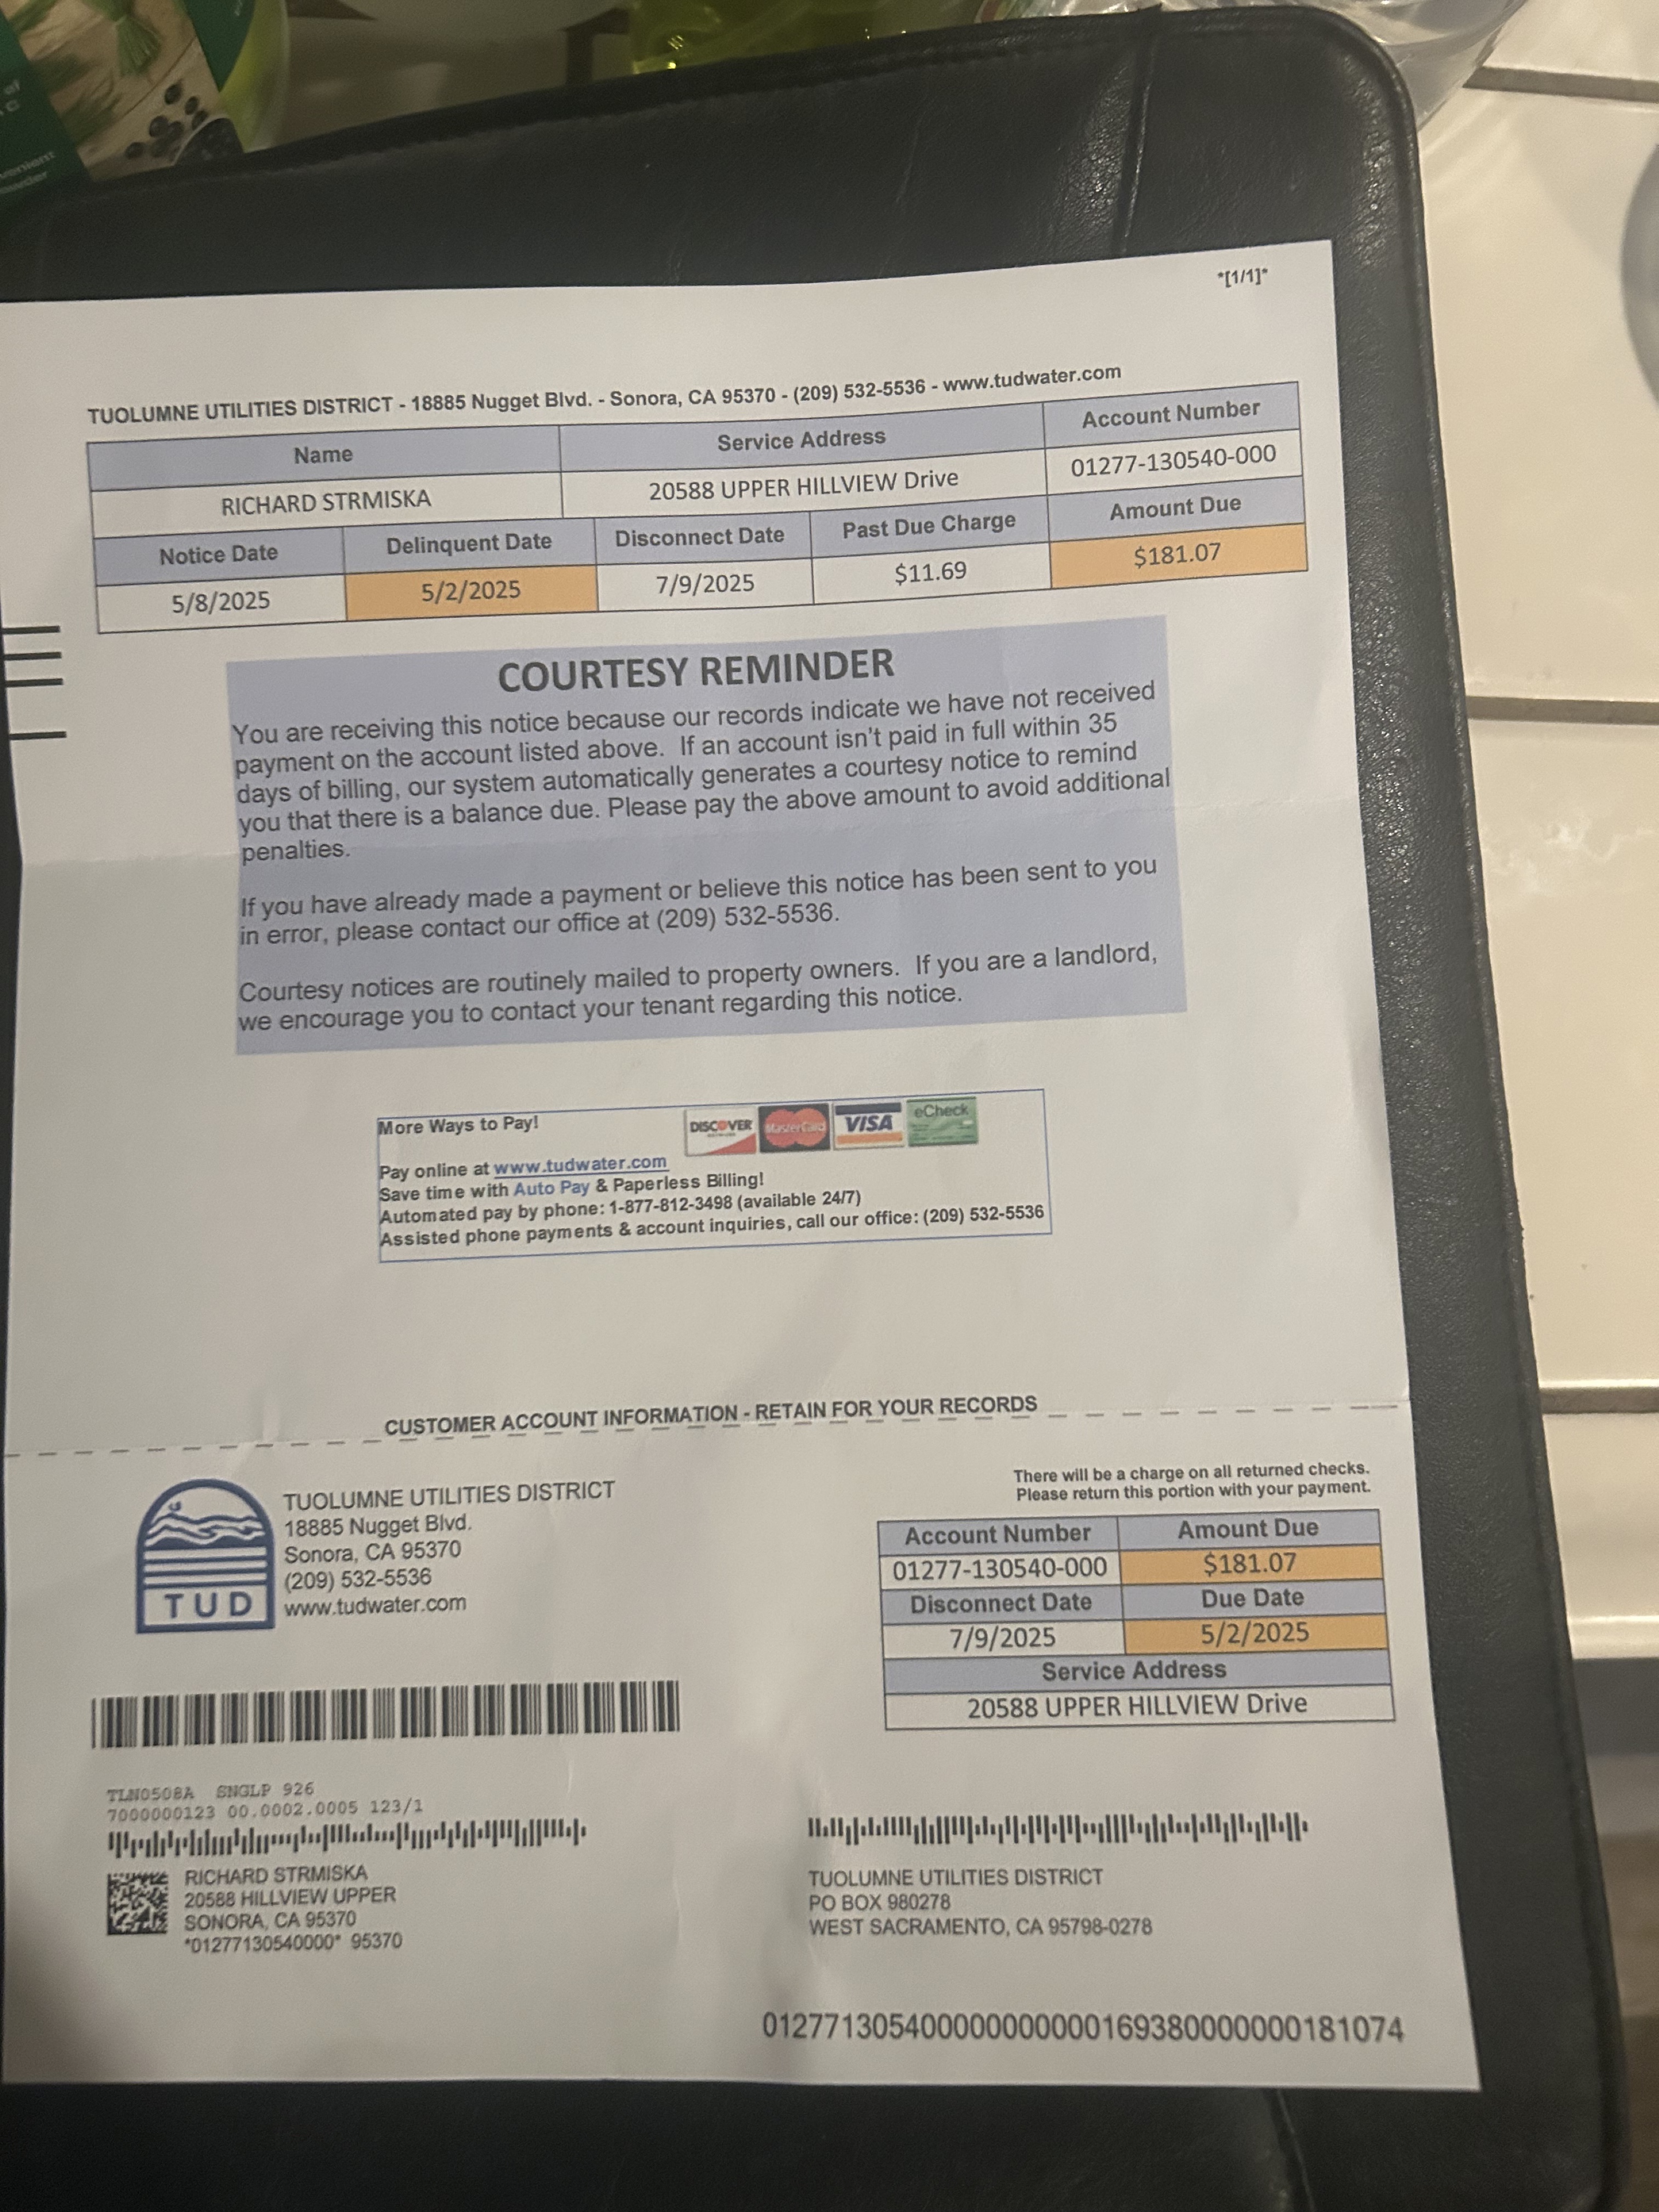 *[1/1]*
TUOLUMNE UTILITIES DISTRICT - 18885 Nugget Blvd. - Sonora, CA 95370 - (209) 532-5536 - www.tudwater.com
Name Service Address Account Number
RICHARD STRMISKA 20588 UPPER HILLVIEW Drive 01277-130540-000
Notice Date Delinquent Date Disconnect Date Past Due Charge Amount Due
5/8/2025 5/2/2025 7/9/2025 $11.69 $181.07
COURTESY REMINDER
You are receiving this notice because our records indicate we have not received
payment on the account listed above. If an account isn't paid in full within 35
days of billing, our system automatically generates a courtesy notice to remind
you that there is a balance due. Please pay the above amount to avoid additional
penalties.
If you have already made a payment or believe this notice has been sent to you
in error, please contact our office at (209) 532-5536.
Courtesy notices are routinely mailed to property owners. If you are a landlord,
we encourage you to contact your tenant regarding this notice.
More Ways to Pay! DISCOVER MasterCard VISA eCheck
Pay online at www.tudwater.com
Save time with Auto Pay & Paperless Billing!
Automated pay by phone: 1-877-812-3498 (available 24/7)
Assisted phone payments & account inquiries, call our office: (209) 532-5536
CUSTOMER ACCOUNT INFORMATION - RETAIN FOR YOUR RECORDS
TUOLUMNE UTILITIES DISTRICT
18885 Nugget Blvd.
Sonora, CA 95370
(209) 532-5536
www.tudwater.com
TUD
There will be a charge on all returned checks.
Please return this portion with your payment.
Account Number Amount Due
01277-130540-000 $181.07
Disconnect Date Due Date
7/9/2025 5/2/2025
Service Address
20588 UPPER HILLVIEW Drive
TLN0508A SNGLP 926
7000000123 00.0002.0005 123/1
RICHARD STRMISKA
20588 HILLVIEW UPPER
SONORA, CA 95370
*01277130540000* 95370
TUOLUMNE UTILITIES DISTRICT
PO BOX 980278
WEST SACRAMENTO, CA 95798-0278